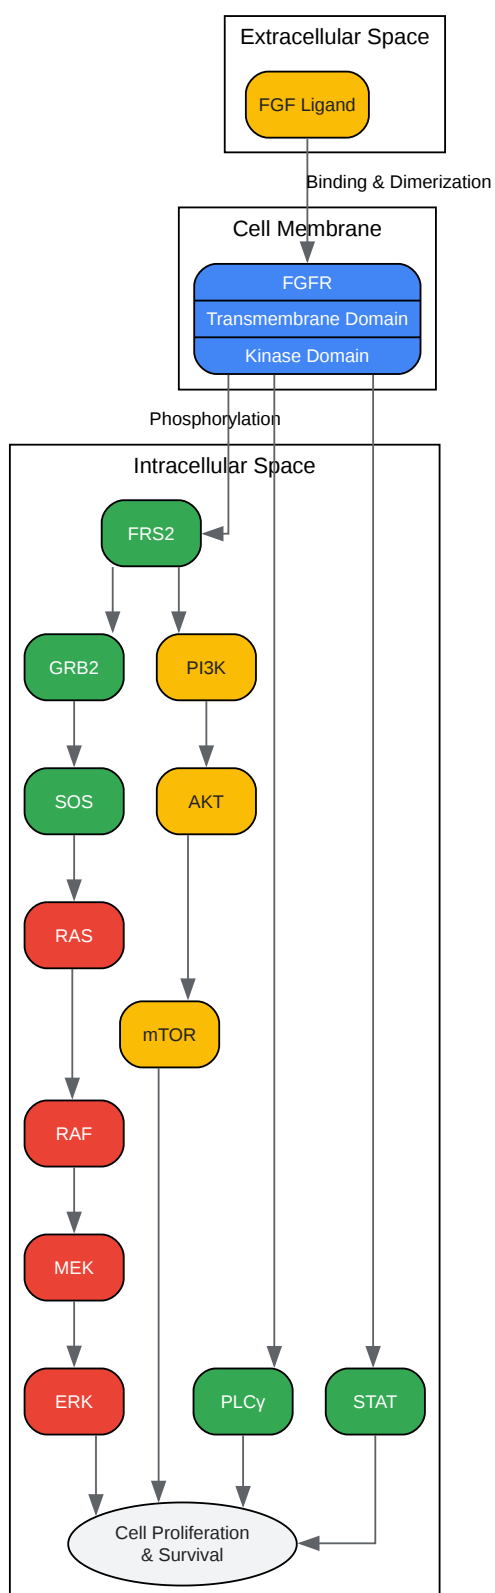 Extracellular Space
FGF Ligand
Binding & Dimerization
Cell Membrane
FGFR
Transmembrane Domain
Kinase Domain
Phosphorylation
Intracellular Space
FRS2
GRB2
PI3K
SOS
AKT
RAS
mTOR
RAF
MEK
ERK
PLCγ
STAT
Cell Proliferation
& Survival